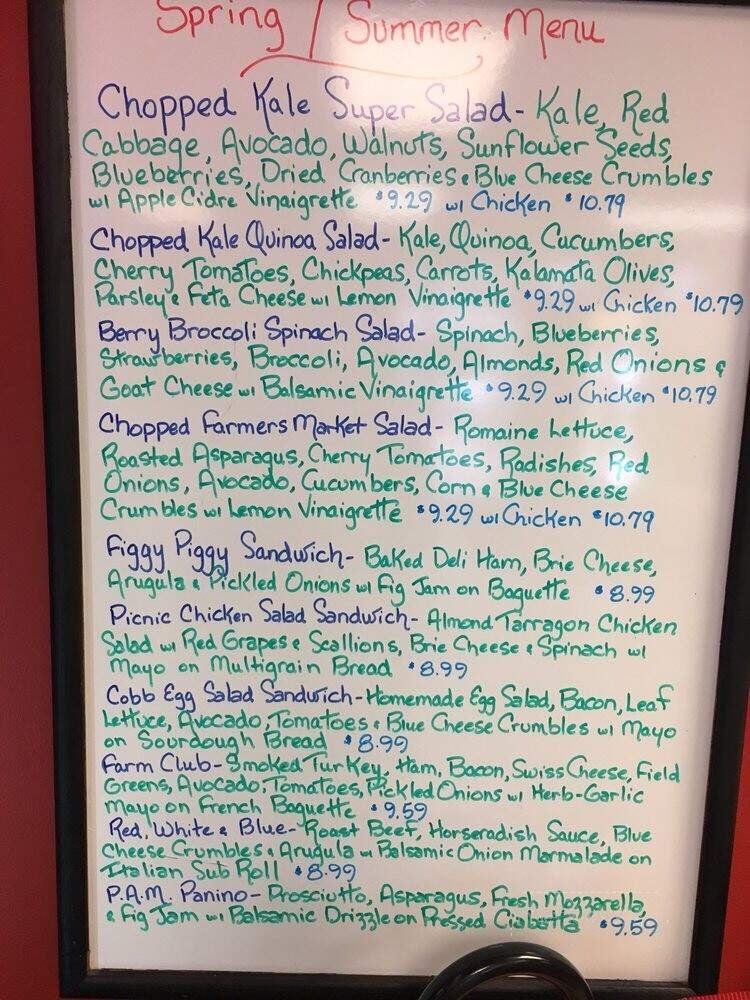 Spring / Summer Menu
Chopped Kale Super Salad - Kale, Red
Cabbage, Avocado, Walnuts, Sunflower Seeds,
Blueberries, Dried Cranberries & Blue Cheese Crumbles
w/ Apple Cidre Vinaigrette $9.29 w/ Chicken $10.79
Chopped Kale Quinoa Salad - Kale, Quinoa, Cucumbers,
Cherry Tomatoes, Chickpeas, Carrots, Kalamata Olives,
Parsley & Feta Cheese w/ Lemon Vinaigrette $9.29 w/ Chicken $10.79
Berry Broccoli Spinach Salad - Spinach, Blueberries,
Strawberries, Broccoli, Avocado, Almonds, Red Onions &
Goat Cheese w/ Balsamic Vinaigrette $9.29 w/ Chicken $10.79
Chopped Farmers Market Salad - Romaine Lettuce,
Roasted Asparagus, Cherry Tomatoes, Radishes, Red
Onions, Avocado, Cucumbers, Corn & Blue Cheese
Crumbles w/ Lemon Vinaigrette $9.29 w/ Chicken $10.79
Figgy Piggy Sandwich - Baked Deli Ham, Brie Cheese,
Arugula & Pickled Onions w/ Fig Jam on Baguette $8.99
Picnic Chicken Salad Sandwich - Almond Tarragon Chicken
Salad w/ Red Grapes & Scallions, Brie Cheese & Spinach w/
Mayo on Multigrain Bread $8.99
Cobb Egg Salad Sandwich - Homemade Egg Salad, Bacon, Leaf
Lettuce, Avocado, Tomatoes & Blue Cheese Crumbles w/ Mayo
on Sourdough Bread $8.99
Farm Club - Smoked Turkey, Ham, Bacon, Swiss Cheese, Field
Greens, Avocado, Tomatoes, Pickled Onions w/ Herb-Garlic
Mayo on French Baguette $9.59
Red, White & Blue - Roast Beef, Horseradish Sauce, Blue
Cheese Crumbles & Arugula w/ Balsamic Onion Marmalade on
Italian Sub Roll $8.99
P.A.M. Panino - Prosciutto, Asparagus, Fresh Mozzarella,
& Fig Jam w/ Balsamic Drizzle on Pressed Ciabatta $9.59